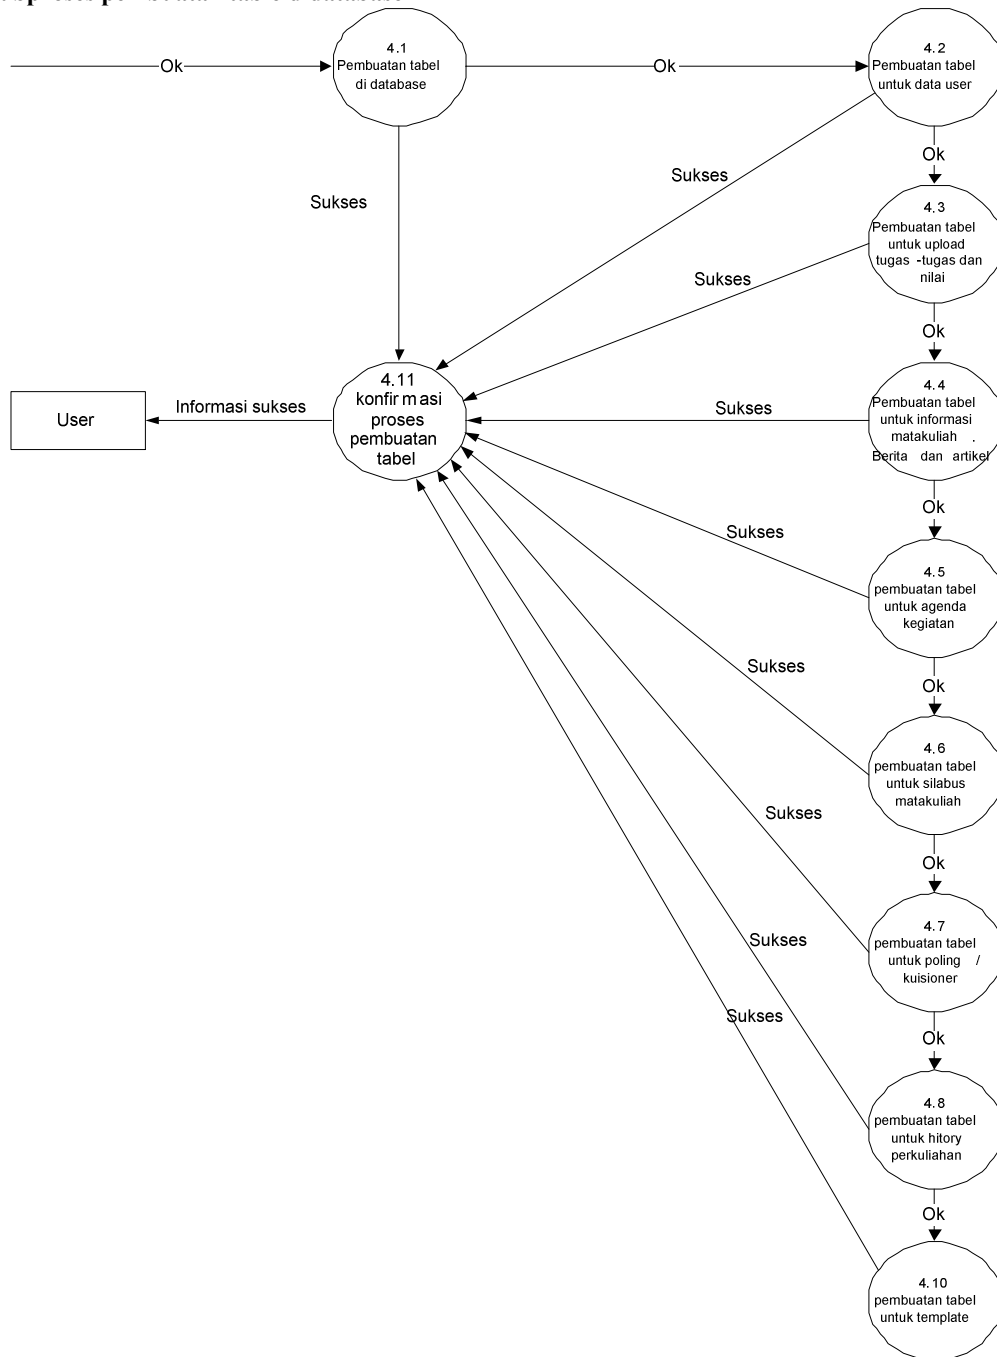 Ok
4.1
Pembuatan tabel
di database
Ok
4.2
Pembuatan tabel
untuk data user
Sukses
Sukses
Ok
4.3
Pembuatan tabel
untuk upload
tugas -tugas dan
nilai
Sukses
Ok
User
Informasi sukses
4.11
konfirmasi
proses
pembuatan
tabel
Sukses
4.4
Pembuatan tabel
untuk informasi
matakuliah .
Berita dan artikel
Ok
Sukses
4.5
pembuatan tabel
untuk agenda
kegiatan
Ok
Sukses
4.6
pembuatan tabel
untuk silabus
matakuliah
Ok
Sukses
4.7
pembuatan tabel
untuk poling /
kuisioner
Ok
Sukses
Sukses
4.8
pembuatan tabel
untuk hitory
perkuliahan
Ok
4.10
pembuatan tabel
untuk template